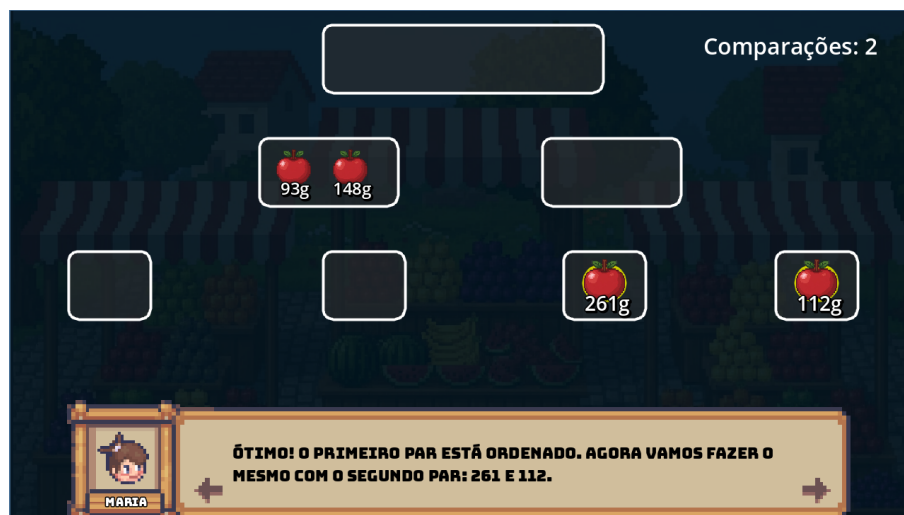 Comparações: 2
93g 148g
261g 112g
ÓTIMO! O PRIMEIRO PAR ESTÁ ORDENADO. AGORA VAMOS FAZER O
MESMO COM O SEGUNDO PAR: 261 E 112.
MARIA